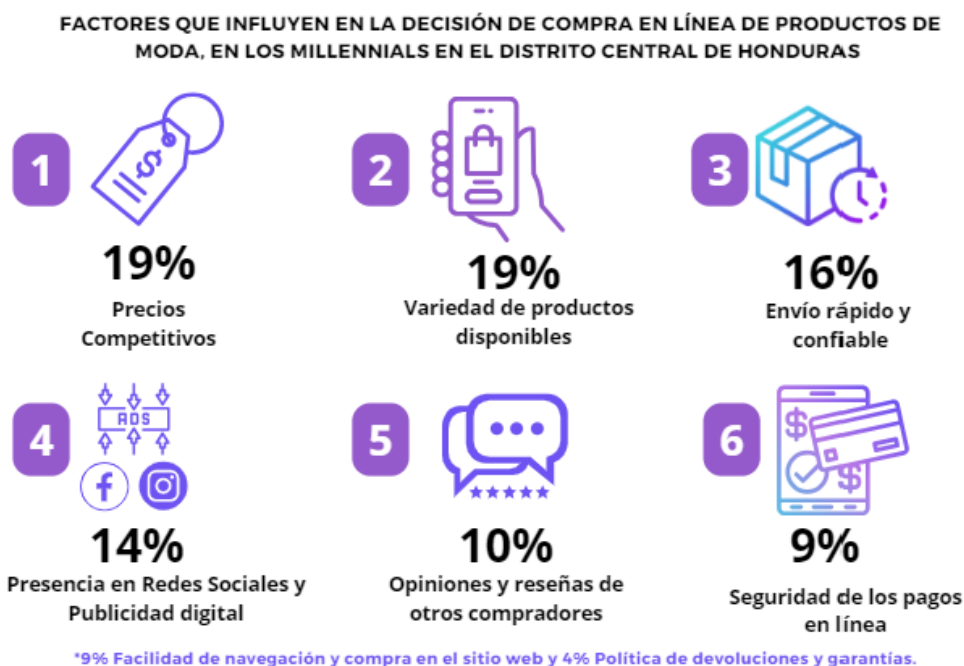 FACTORES QUE INFLUYEN EN LA DECISIÓN DE COMPRA EN LÍNEA DE PRODUCTOS DE
MODA, EN LOS MILLENNIALS EN EL DISTRITO CENTRAL DE HONDURAS
1
$
19%
Precios
Competitivos
2
19%
Variedad de productos
disponibles
3
16%
Envío rápido y
confiable
4
ADS
f
14%
Presencia en Redes Sociales y
Publicidad digital
5
10%
Opiniones y reseñas de
otros compradores
6
$
$
9%
Seguridad de los pagos
en línea
*9% Facilidad de navegación y compra en el sitio web y 4% Política de devoluciones y garantías.